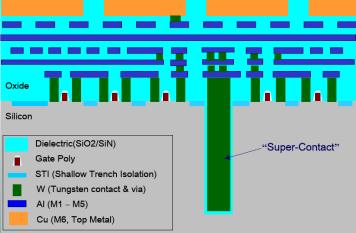 Oxide
Silicon
"Super-Contact"
Dielectric(SiO2/SiN)
Gate Poly
STI (Shallow Trench Isolation)
W (Tungsten contact & via)
Al (M1 – M5)
Cu (M6, Top Metal)